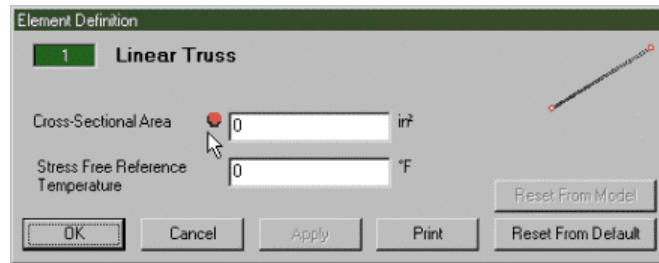 Element Definition
1 Linear Truss
Cross-Sectional Area 0 in²
Stress Free Reference
Temperature 0 °F
Reset From Model
OK Cancel Apply Print Reset From Default